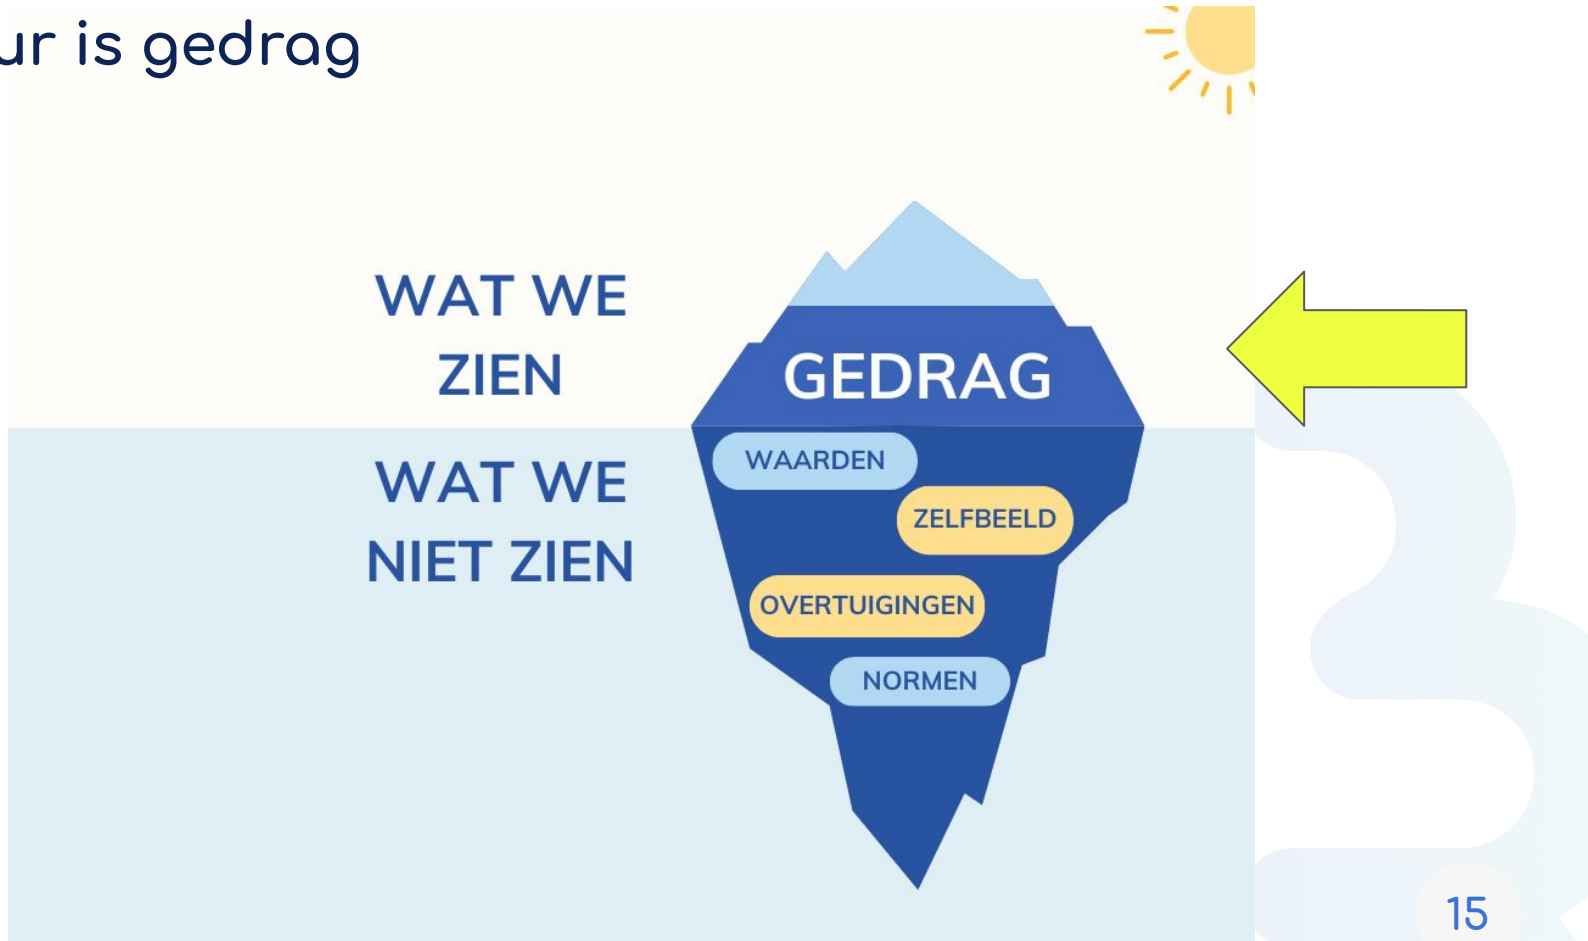 ur is gedrag
WAT WE
ZIEN
GEDRAG
WAT WE
NIET ZIEN
WAARDEN
ZELFBEELD
OVERTUIGINGEN
NORMEN
15